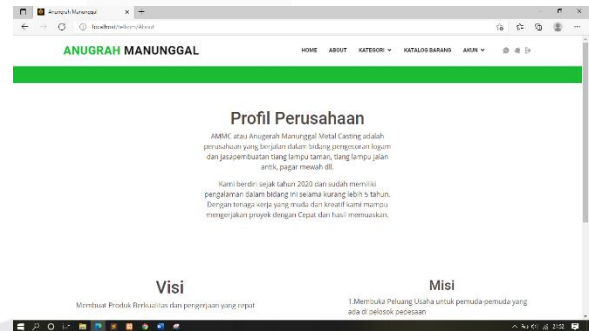 Anugrah Manunggal
localhost/telkom/About
ANUGRAH MANUNGGAL
HOME ABOUT KATEGORI KATALOG BARANG AKUN
Profil Perusahaan
AMMC atau Anugerah Manunggal Metal Casting adalah
perusahaan yang berjalan dalam bidang pengecoran logam
dan jasapembuatan tiang lampu taman, tiang lampu jalan
antik, pagar mewah dll.
Kami berdiri sejak tahun 2020 dan sudah memiliki
pengalaman dalam bidang ini selama kurang lebih 5 tahun.
Dengan tenaga kerja yang muda dan kreatif kami mampu
mengerjakan proyek dengan Cepat dan hasil memuaskan.
Visi
Membuat Produk Berkualitas dan pengerjaan yang cepat
Misi
1.Membuka Peluang Usaha untuk pemuda-pemuda yang
ada di pelosok pedesaan